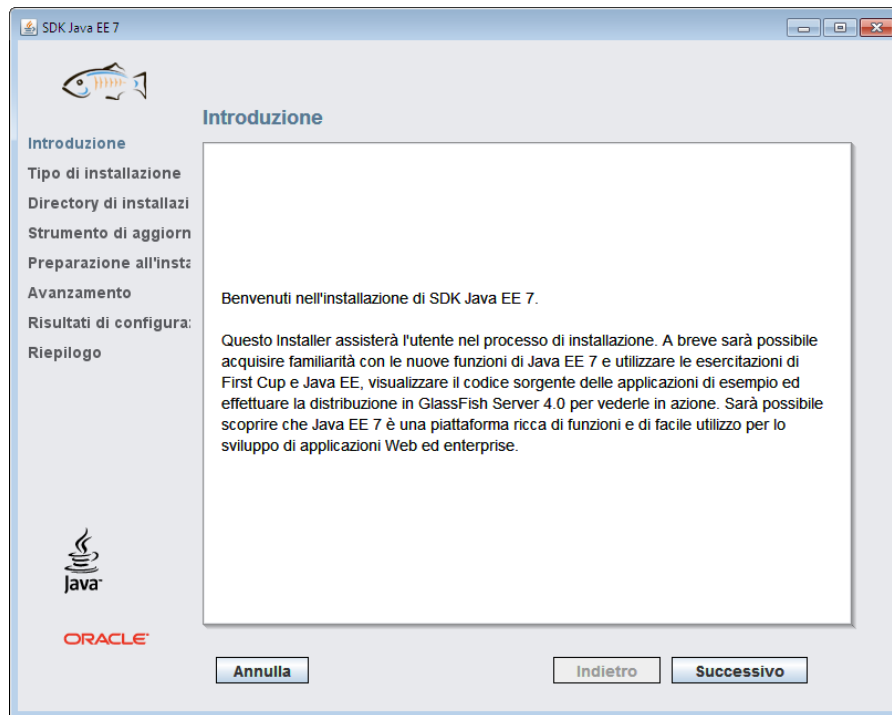 SDK Java EE 7
Introduzione
Introduzione
Tipo di installazione
Directory di installazi
Strumento di aggiorn
Preparazione all'insta
Avanzamento
Risultati di configura:
Riepilogo
Benvenuti nell'installazione di SDK Java EE 7.
Questo Installer assisterà l'utente nel processo di installazione. A breve sarà possibile
acquisire familiarità con le nuove funzioni di Java EE 7 e utilizzare le esercitazioni di
First Cup e Java EE, visualizzare il codice sorgente delle applicazioni di esempio ed
effettuare la distribuzione in GlassFish Server 4.0 per vederle in azione. Sarà possibile
scoprire che Java EE 7 è una piattaforma ricca di funzioni e di facile utilizzo per lo
sviluppo di applicazioni Web ed enterprise.
Java
ORACLE
Annulla
Indietro
Successivo